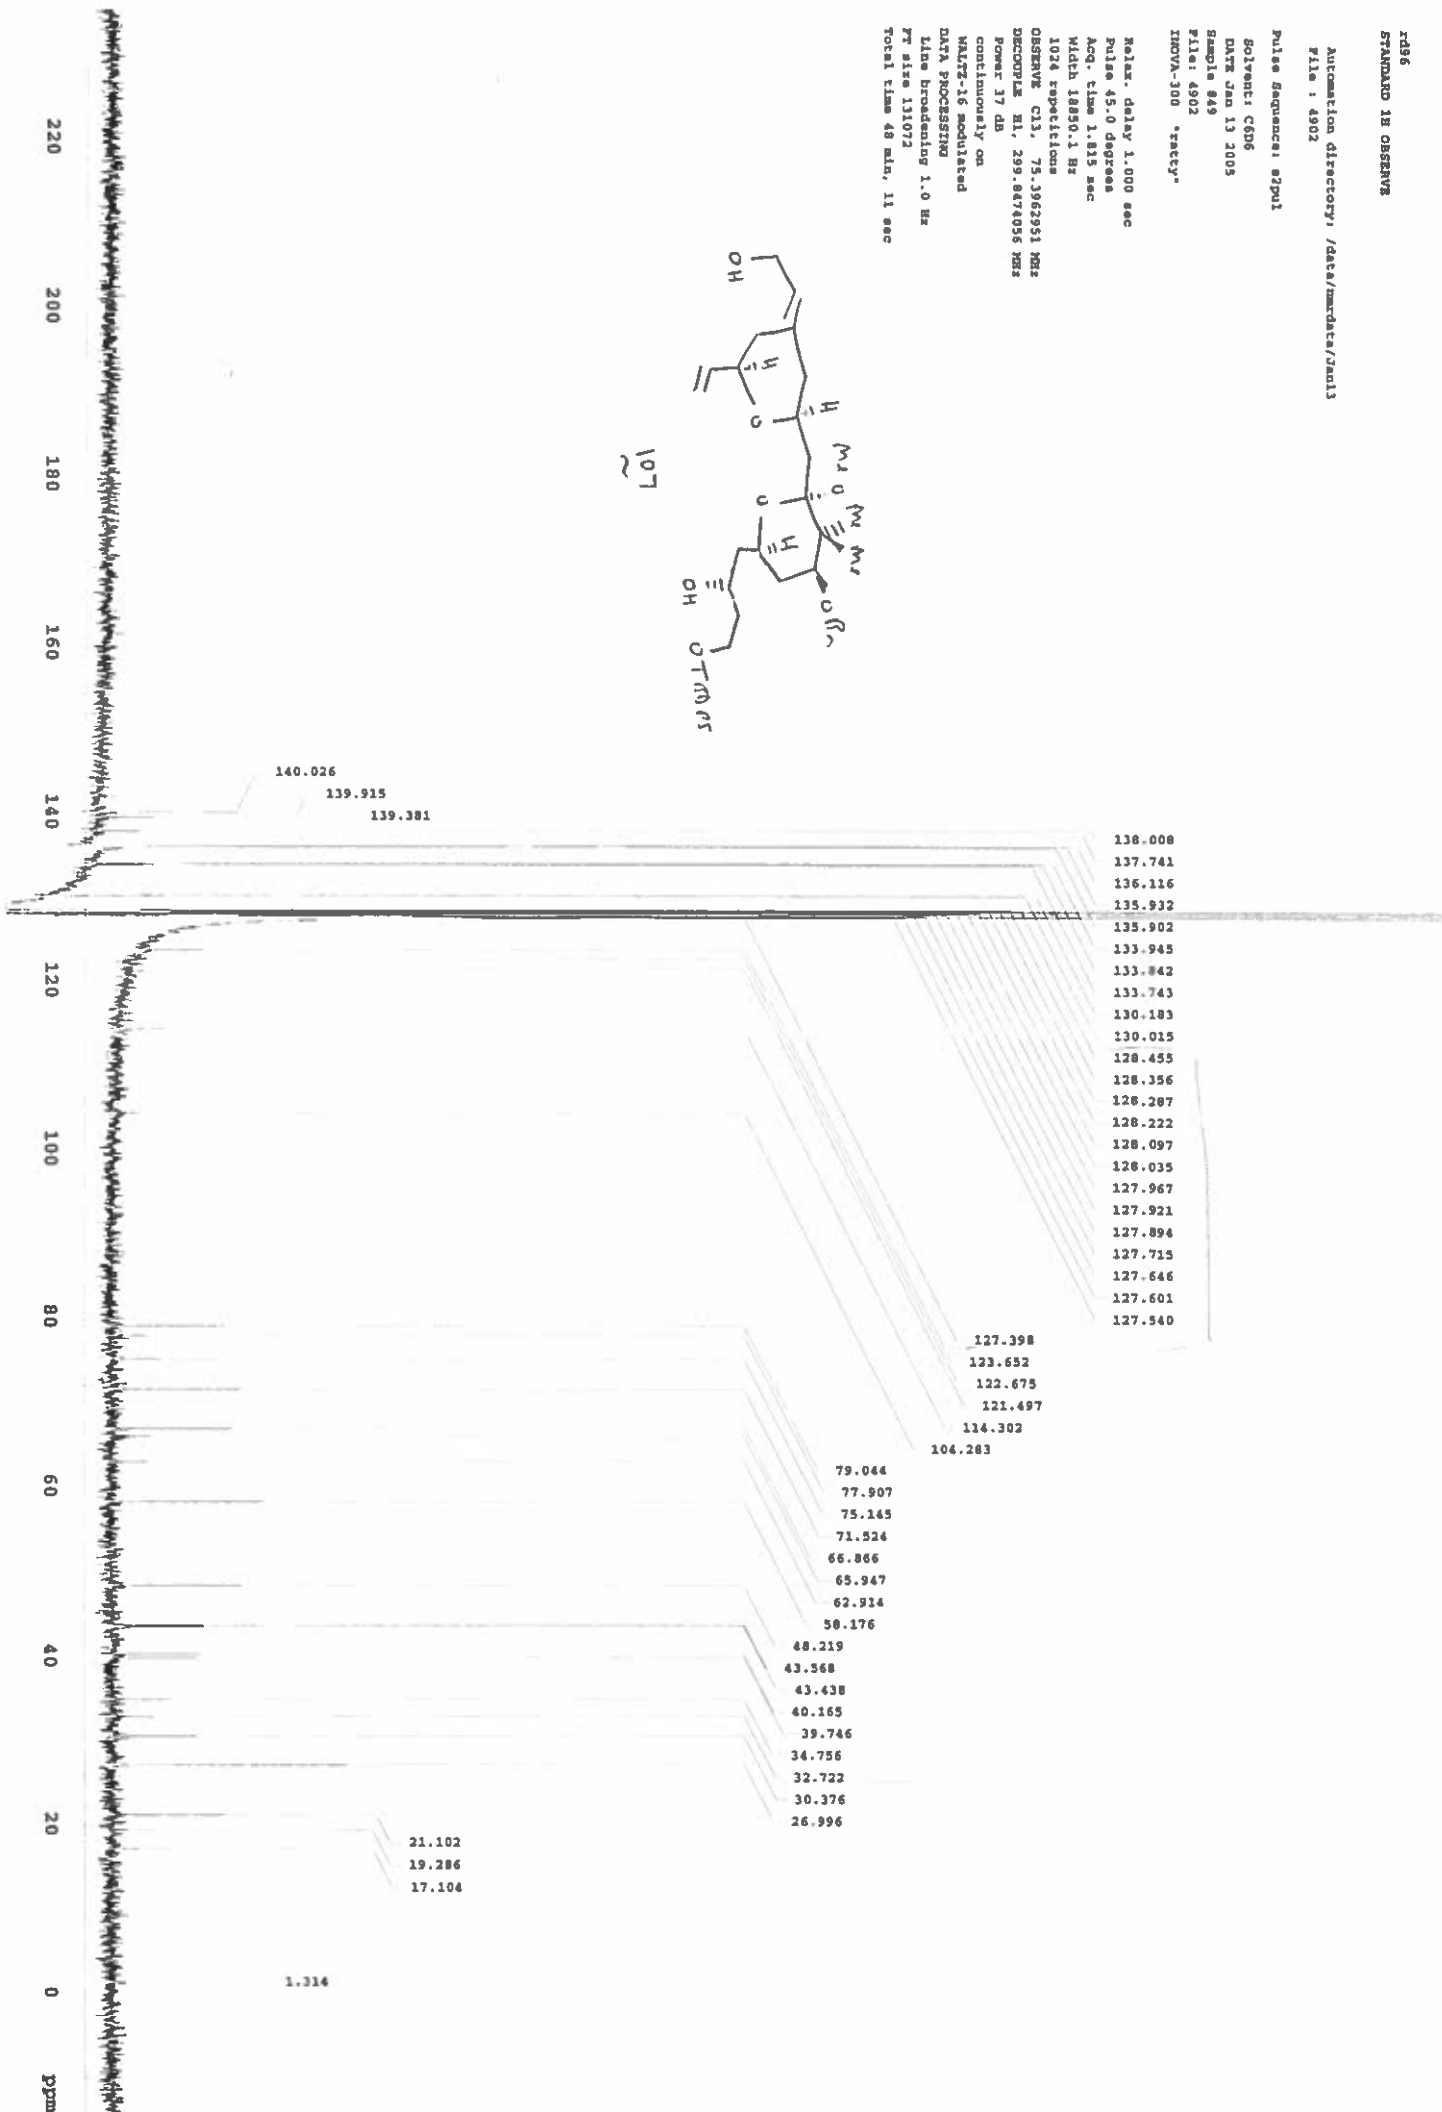 rd96
STANDARD 1H OBSERVE
Automation directory: /data/nmrdata/Jan13
File : 4902
Pulse Sequence: s2pul
Solvent: C6D6
DATE Jan 13 2005
Sample #49
File: 4902
INOVA-300 "ratty"
Relax. delay 1.000 sec
Pulse 45.0 degrees
Acq. time 1.815 sec
Width 18850.1 Hz
1024 repetitions
OBSERVE C13, 75.3962951 MHz
DECOUPLE H1, 299.8474056 MHz
Power 37 dB
continuously on
WALTZ-16 modulated
DATA PROCESSING
Line broadening 1.0 Hz
FT size 131072
Total time 48 min, 11 sec
OH
H
O
H
Me
O
Me
Me
O
H
OH
107
140.026
139.915
139.381
138.008
137.741
136.116
135.932
135.902
133.945
133.842
133.743
130.183
130.015
128.455
128.356
128.287
128.222
128.097
128.035
127.967
127.921
127.894
127.715
127.646
127.601
127.540
127.398
123.652
122.675
121.497
114.302
104.283
79.044
77.907
75.145
71.524
66.866
65.947
62.914
58.176
48.219
43.568
43.438
40.165
39.746
34.756
32.722
30.376
26.996
21.102
19.286
17.104
1.314
220 200 180 160 140 120 100 80 60 40 20 0 ppm